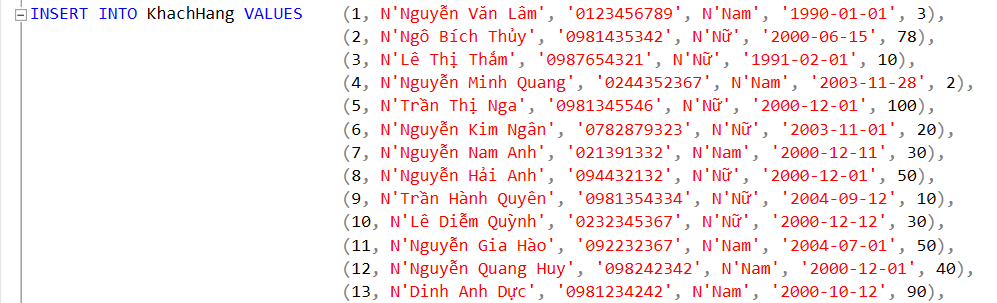 INSERT INTO KhachHang VALUES (1, N'Nguyễn Văn Lâm', '0123456789', N'Nam', '1990-01-01', 3),
(2, N'Ngô Bích Thủy', '0981435342', N'Nữ', '2000-06-15', 78),
(3, N'Lê Thị Thắm', '0987654321', N'Nữ', '1991-02-01', 10),
(4, N'Nguyễn Minh Quang', '0244352367', N'Nam', '2003-11-28', 2),
(5, N'Trần Thị Nga', '0981345546', N'Nữ', '2000-12-01', 100),
(6, N'Nguyễn Kim Ngân', '0782879323', N'Nữ', '2003-11-01', 20),
(7, N'Nguyễn Nam Anh', '021391332', N'Nam', '2000-12-11', 30),
(8, N'Nguyễn Hải Anh', '094432132', N'Nữ', '2000-12-01', 50),
(9, N'Trần Hành Quyên', '0981354334', N'Nữ', '2004-09-12', 10),
(10, N'Lê Diễm Quỳnh', '0232345367', N'Nữ', '2000-12-12', 30),
(11, N'Nguyễn Gia Hào', '092232367', N'Nam', '2004-07-01', 50),
(12, N'Nguyễn Quang Huy', '098242342', N'Nam', '2000-12-01', 40),
(13, N'Dinh Anh Dực', '0981234242', N'Nam', '2000-10-12', 90),